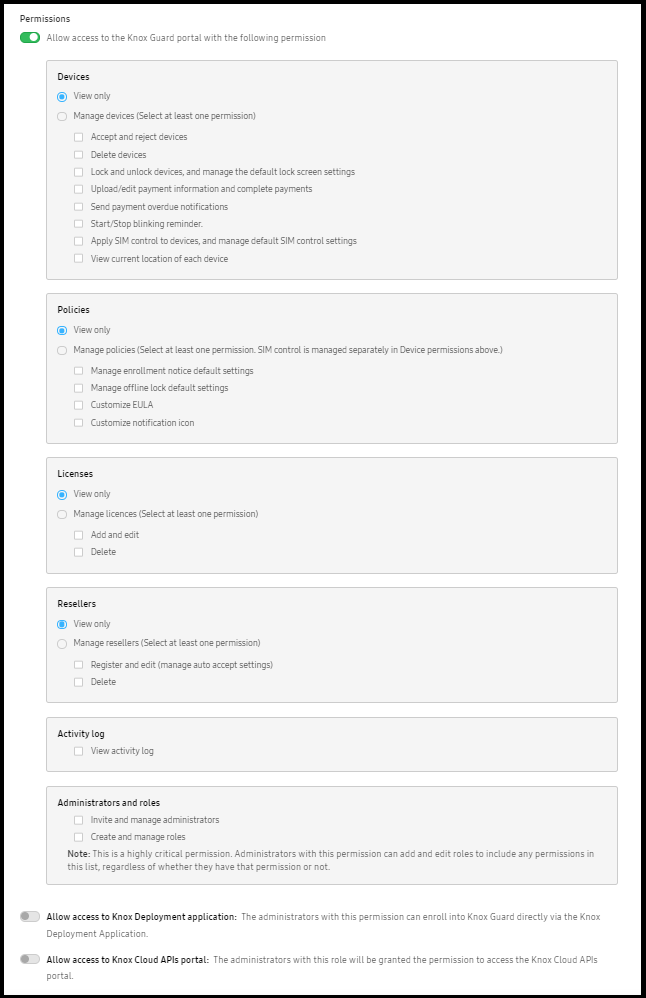 Permissions
Allow access to the Knox Guard portal with the following permission
Devices
View only
Manage devices (Select at least one permission)
Accept and reject devices
Delete devices
Lock and unlock devices, and manage the default lock screen settings
Upload/edit payment information and complete payments
Send payment overdue notifications
Start/Stop blinking reminder.
Apply SIM control to devices, and manage default SIM control settings
View current location of each device
Policies
View only
Manage policies (Select at least one permission. SIM control is managed separately in Device permissions above.)
Manage enrollment notice default settings
Manage offline lock default settings
Customize EULA
Customize notification icon
Licenses
View only
Manage licences (Select at least one permission)
Add and edit
Delete
Resellers
View only
Manage resellers (Select at least one permission)
Register and edit (manage auto accept settings)
Delete
Activity log
View activity log
Administrators and roles
Invite and manage administrators
Create and manage roles
Note: This is a highly critical permission. Administrators with this permission can add and edit roles to include any permissions in
this list, regardless of whether they have that permission or not.
Allow access to Knox Deployment application: The administrators with this permission can enroll into Knox Guard directly via the Knox
Deployment Application.
Allow access to Knox Cloud APIs portal: The administrators with this role will be granted the permission to access the Knox Cloud APIs
portal.